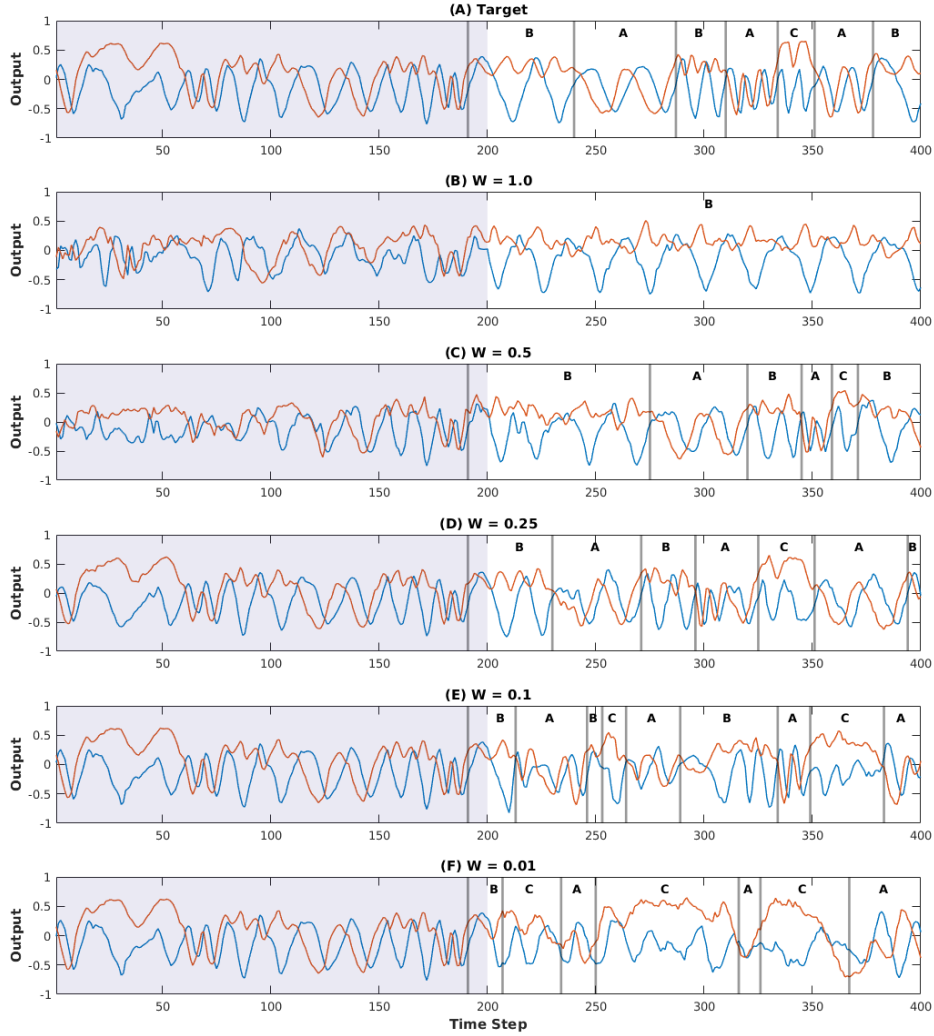 (A) Target
Output
1
0.5
0
-0.5
-1
B A B A C A B
50 100 150 200 250 300 350 400
(B) W = 1.0
Output
1
0.5
0
-0.5
-1
B
50 100 150 200 250 300 350 400
(C) W = 0.5
Output
1
0.5
0
-0.5
-1
B A B A C B
50 100 150 200 250 300 350 400
(D) W = 0.25
Output
1
0.5
0
-0.5
-1
B A B A C A B
50 100 150 200 250 300 350 400
(E) W = 0.1
Output
1
0.5
0
-0.5
-1
B A B C A B A C A
50 100 150 200 250 300 350 400
(F) W = 0.01
Output
1
0.5
0
-0.5
-1
B C A C A C A
50 100 150 200 250 300 350 400
Time Step